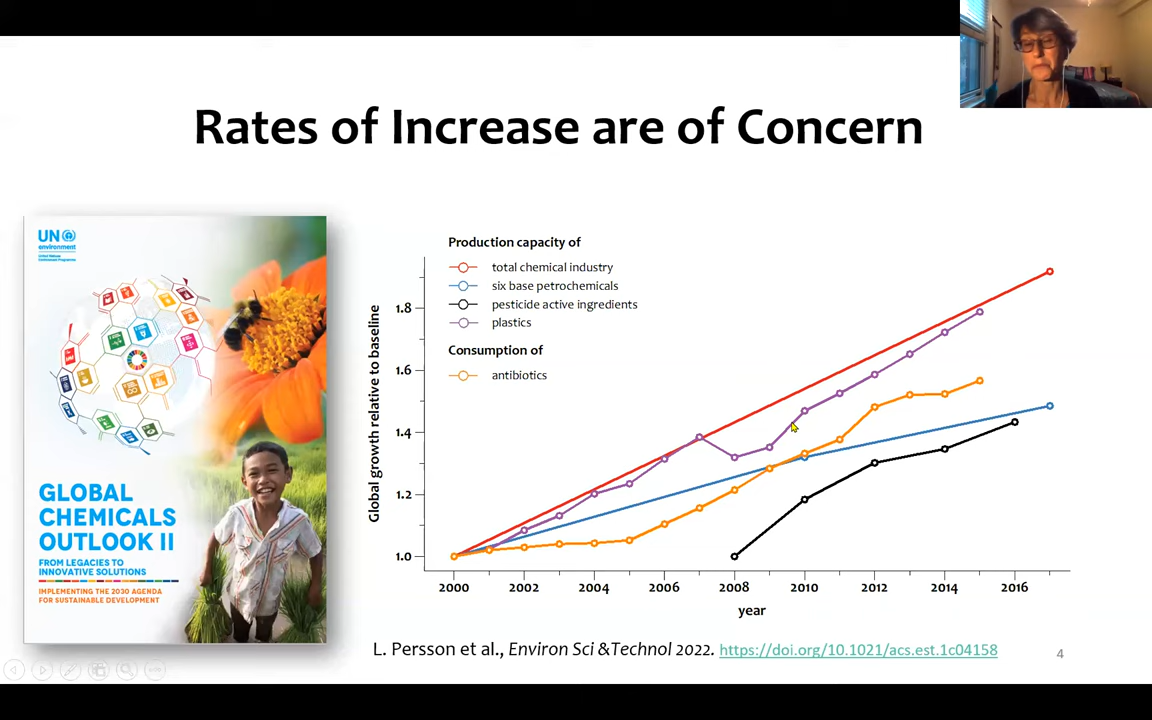 Rates of Increase are of Concern
UN
environment
United Nations
Environment Programme
GLOBAL
CHEMICALS
OUTLOOK II
FROM LEGACIES TO
INNOVATIVE SOLUTIONS
IMPLEMENTING THE 2030 AGENDA
FOR SUSTAINABLE DEVELOPMENT
Production capacity of
total chemical industry
six base petrochemicals
pesticide active ingredients
plastics
Consumption of
antibiotics
Global growth relative to baseline
1.8
1.6
1.4
1.2
1.0
2000 2002 2004 2006 2008 2010 2012 2014 2016
year
L. Persson et al., Environ Sci &Technol 2022. https://doi.org/10.1021/acs.est.1c04158
4